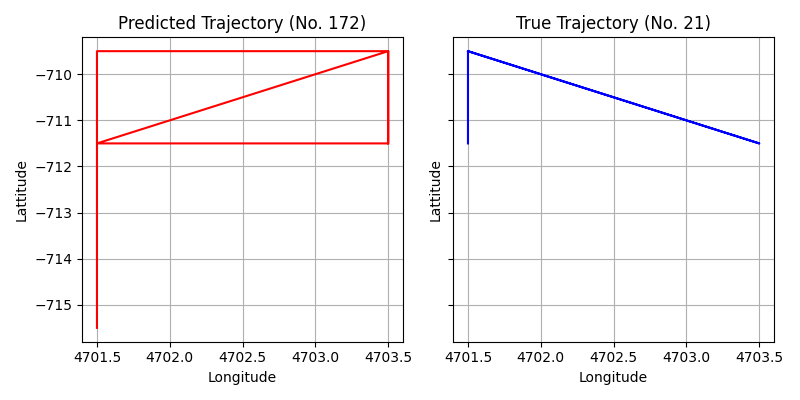 Predicted Trajectory (No. 172)
True Trajectory (No. 21)
−710
−711
−712
−713
−714
−715
Lattitude
4701.5 4702.0 4702.5 4703.0 4703.5
Longitude
Lattitude
4701.5 4702.0 4702.5 4703.0 4703.5
Longitude